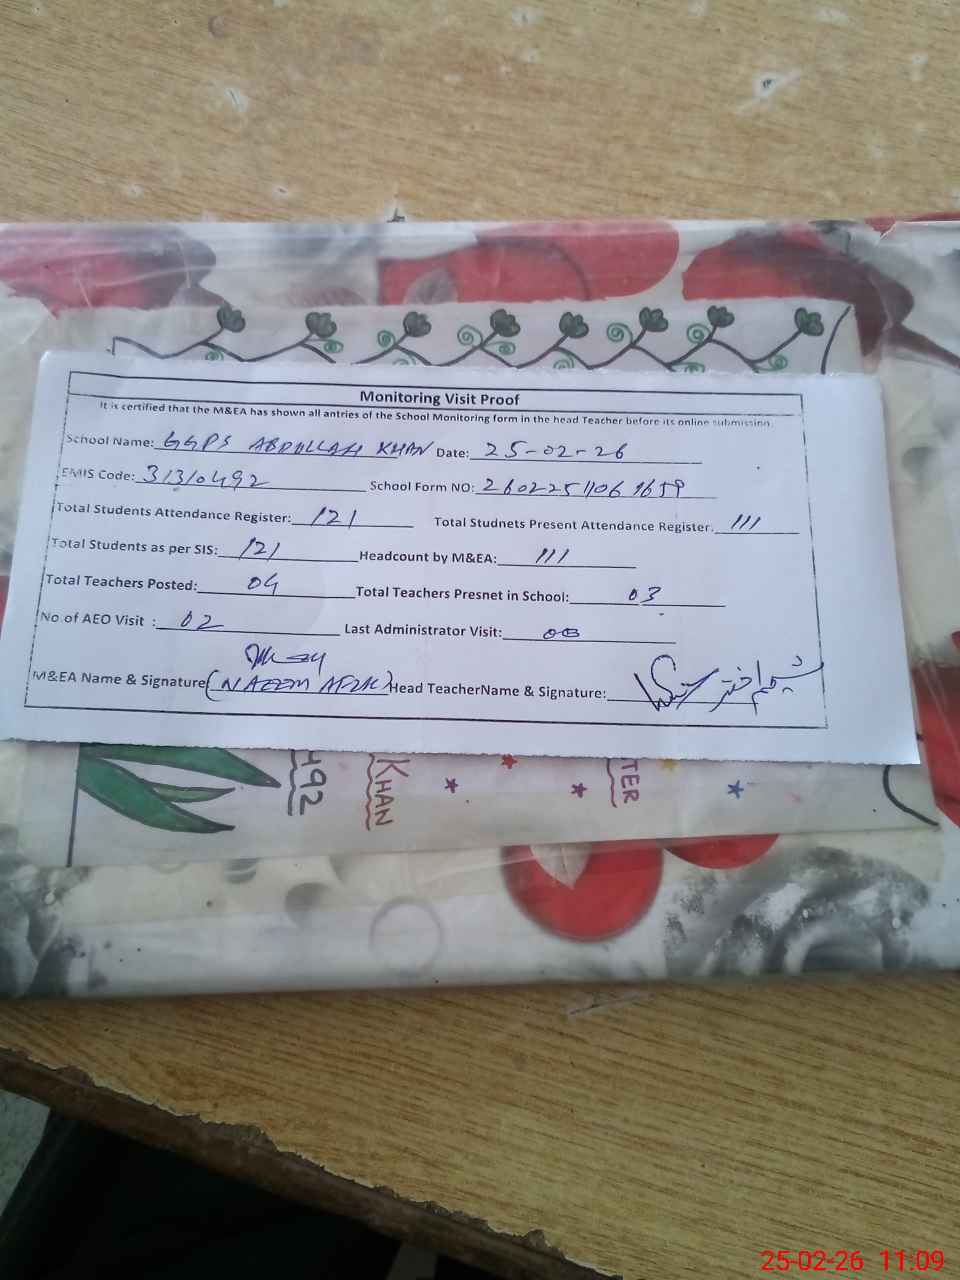 Monitoring Visit Proof
It is certified that the M&EA has shown all antries of the School Monitoring form in the head Teacher before its online submission.
School Name: GGPS ABDULLAH KHAN Date: 25-02-26
EMIS Code: 31310492 School Form NO:
Total Students Attendance Register: 121 Total Studnets Present Attendance Register: 111
Total Students as per SIS: 121 Headcount by M&EA: 111
Total Teachers Posted: 04 Total Teachers Presnet in School: 03
No.of AEO Visit : 02 Last Administrator Visit:
M&EA Name & Signature (NAEEM Head TeacherName & Signature: شمیم اختر
492
KHAN
TER
25-02-26 11:09